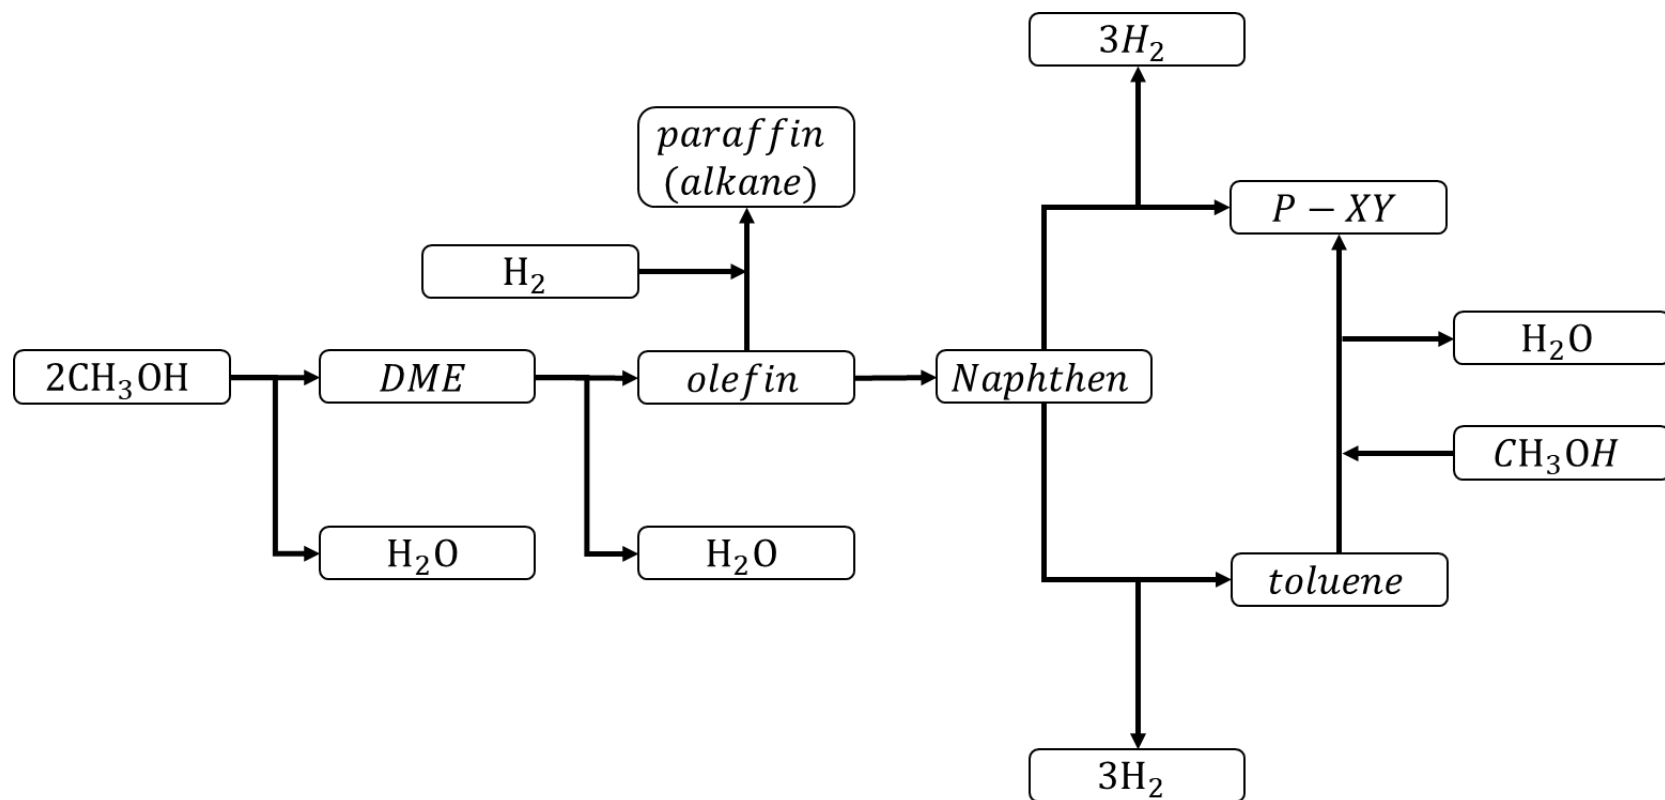 3H₂
paraffin
(alkane)
P − XY
H₂
H₂O
2CH₃OH
DME
olefin
Naphthen
CH₃OH
H₂O
H₂O
toluene
3H₂